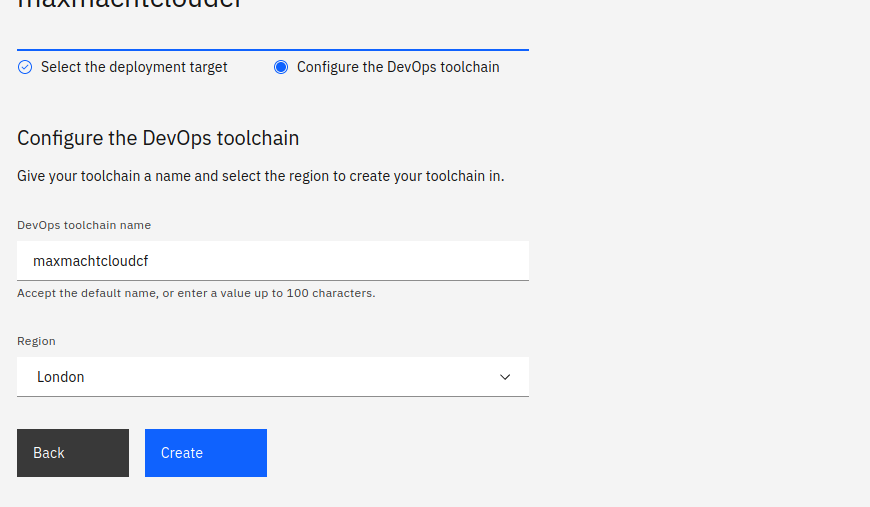 maxmachtcloudcf
Select the deployment target
Configure the DevOps toolchain
Configure the DevOps toolchain
Give your toolchain a name and select the region to create your toolchain in.
DevOps toolchain name
maxmachtcloudcf
Accept the default name, or enter a value up to 100 characters.
Region
London
Back
Create